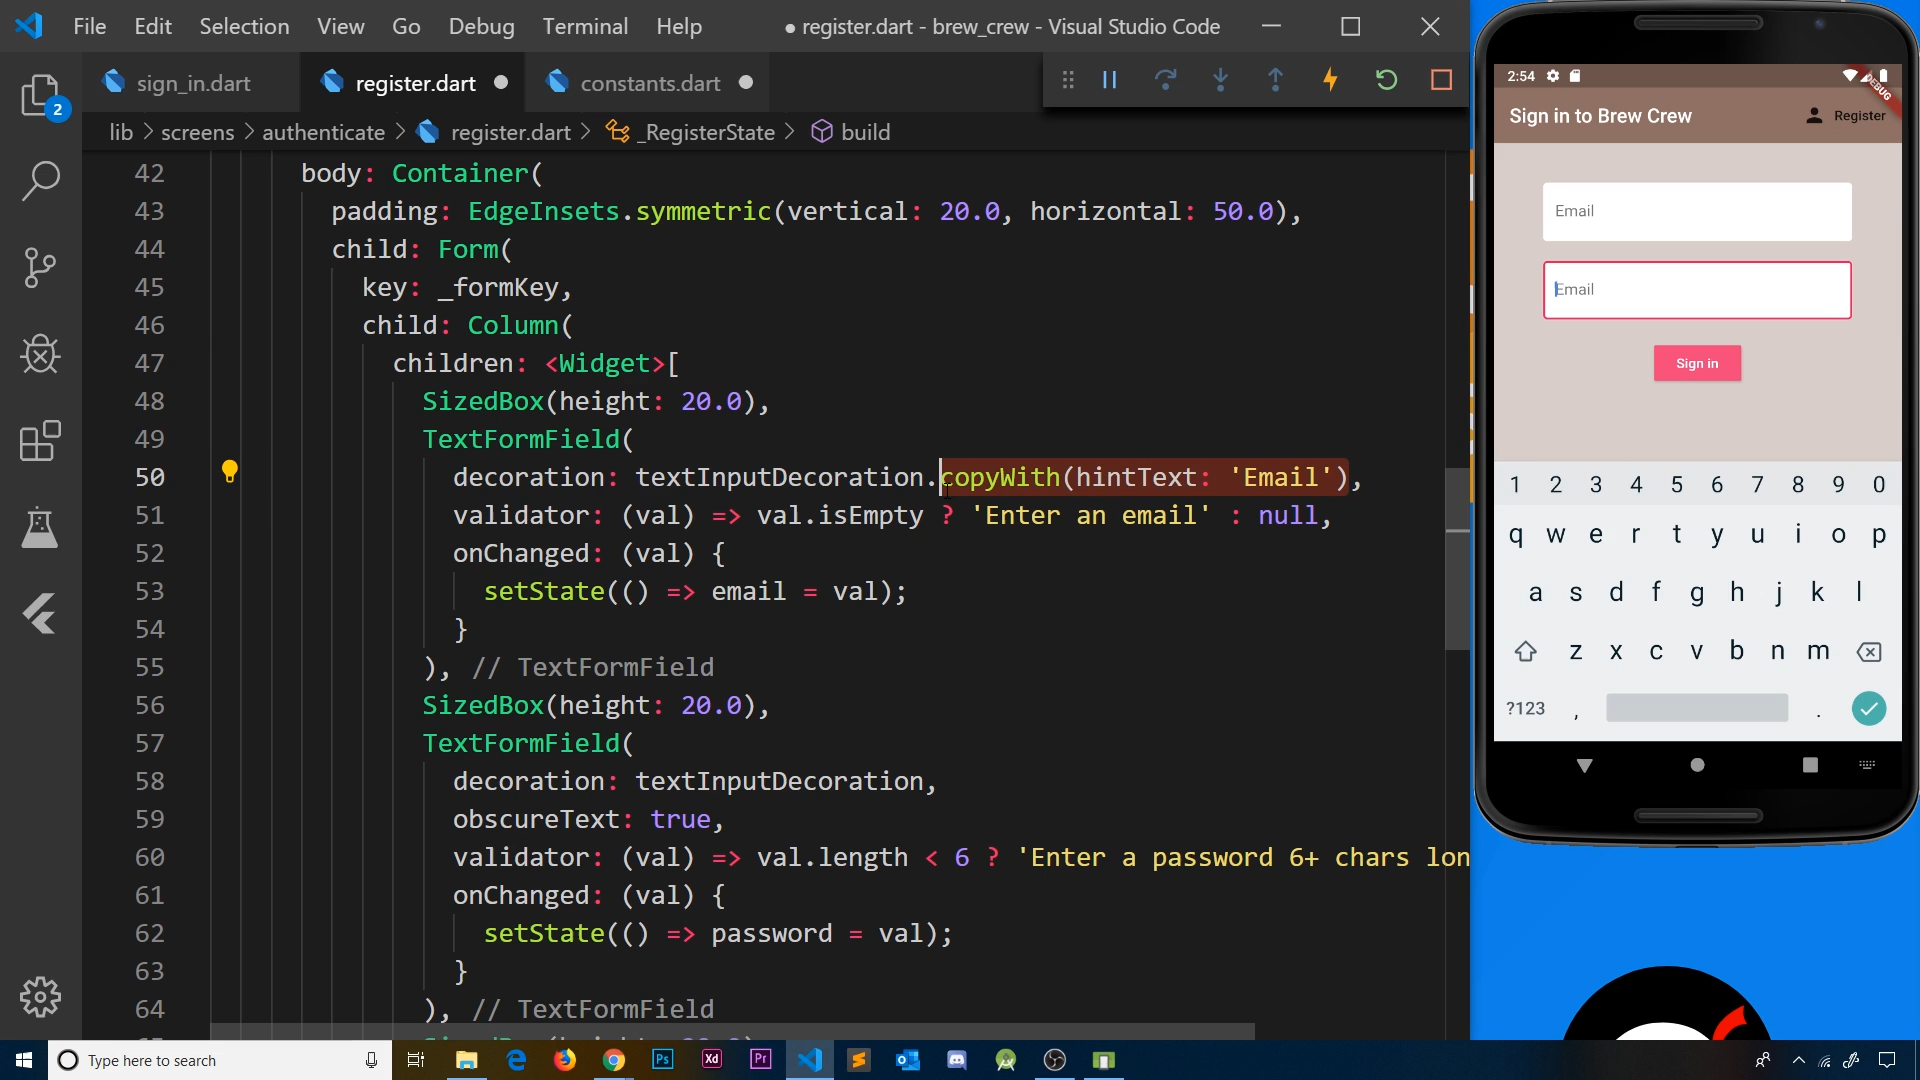 File Edit Selection View Go Debug Terminal Help
● register.dart - brew_crew - Visual Studio Code
sign_in.dart
register.dart
constants.dart
lib > screens > authenticate > register.dart > _RegisterState > build
2
42 body: Container(
43 padding: EdgeInsets.symmetric(vertical: 20.0, horizontal: 50.0),
44 child: Form(
45 key: _formKey,
46 child: Column(
47 children: <Widget>[
48 SizedBox(height: 20.0),
49 TextFormField(
50 decoration: textInputDecoration.copyWith(hintText: 'Email'),
51 validator: (val) => val.isEmpty ? 'Enter an email' : null,
52 onChanged: (val) {
53 setState(() => email = val);
54 }
55 ), // TextFormField
56 SizedBox(height: 20.0),
57 TextFormField(
58 decoration: textInputDecoration,
59 obscureText: true,
60 validator: (val) => val.length < 6 ? 'Enter a password 6+ chars lon
61 onChanged: (val) {
62 setState(() => password = val);
63 }
64 ), // TextFormField
2:54
DEBUG
Sign in to Brew Crew
Register
Email
Email
Sign in
1 2 3 4 5 6 7 8 9 0
q w e r t y u i o p
a s d f g h j k l
z x c v b n m
?123 , .
Type here to search
Ps
Xd
Pr